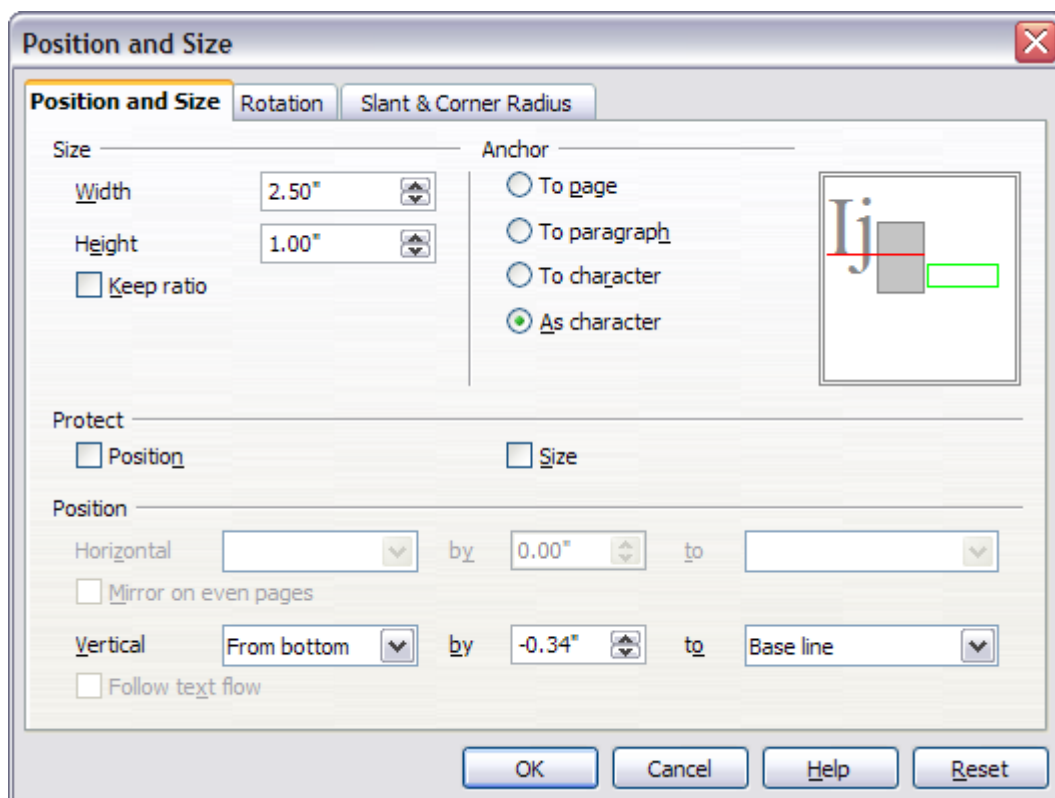 Position and Size
Position and Size Rotation Slant & Corner Radius
Size Anchor
Width 2.50" To page
Ij
Height 1.00" To paragraph
Keep ratio To character
As character
Protect
Position Size
Position
Horizontal by 0.00" to
Mirror on even pages
Vertical From bottom by -0.34" to Base line
Follow text flow
OK Cancel Help Reset